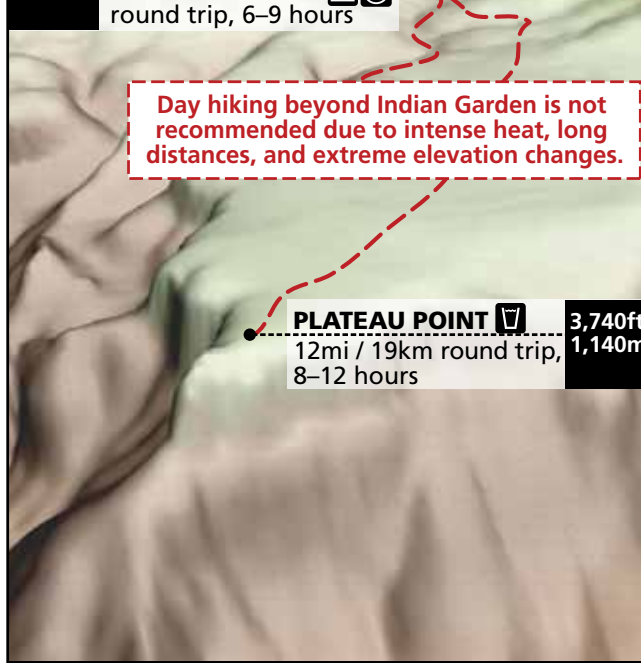 round trip, 6–9 hours
Day hiking beyond Indian Garden is not
recommended due to intense heat, long
distances, and extreme elevation changes.
PLATEAU POINT
3,740ft
12mi / 19km round trip,
1,140m
8–12 hours